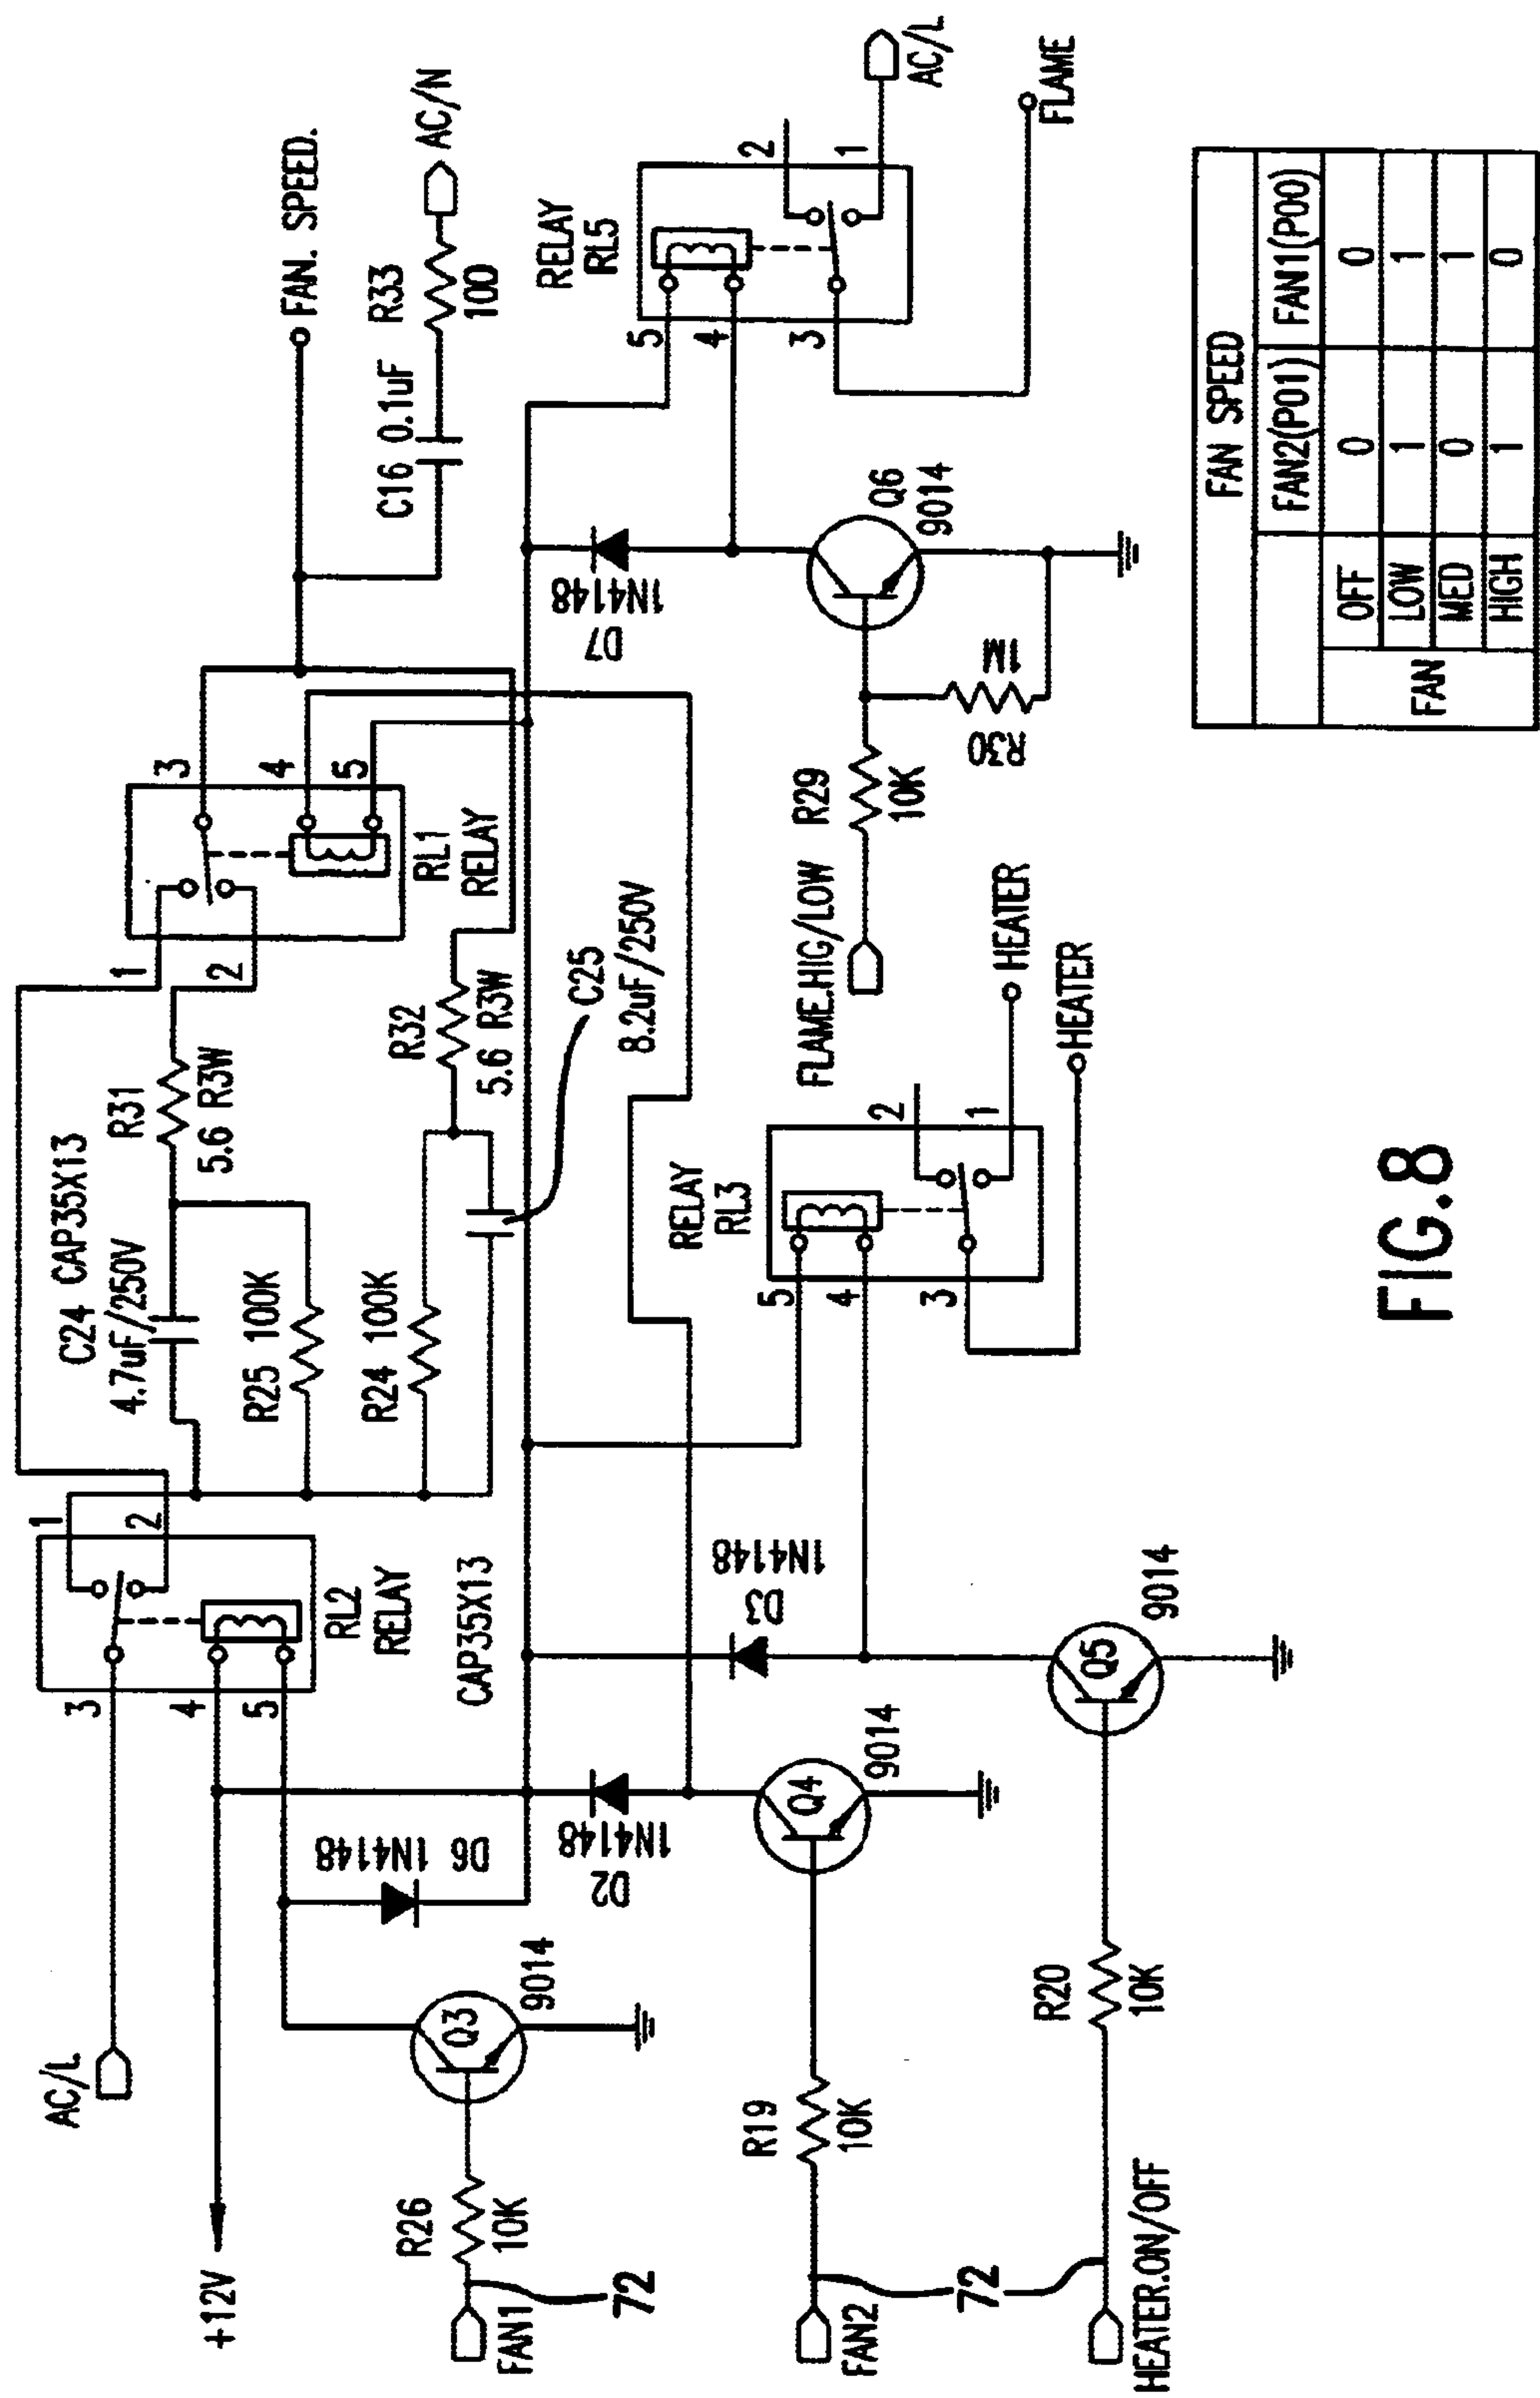 AC/L
+12V
3
4
5
1
2
RL2
RELAY
C24 CAP35X13
4.7uF/250V
R31
5.6 R3W
R25 100K
R24 100K
R32
5.6 R3W
C25
8.2uF/250V
CAP35X13
1
2
3
4
5
RL1
RELAY
FAN. SPEED.
C16 0.1uF
R33
100
AC/N
FAN1
R26
10K
72
Q3
9014
D6 1N4148
D2
1N4148
FAN2
R19
10K
Q4
9014
72
HEATER.ON/OFF
R20
10K
Q5
9014
D3
1N4148
RELAY
RL3
5
4
3
2
1
HEATER
HEATER
FLAME.HIG/LOW
R29
10K
R30
1M
Q6
9014
D7
1N4148
RELAY
RL5
5
4
3
2
1
AC/L
FLAME
FAN SPEED
FAN2(P01) FAN1(P00)
FAN
OFF 0 0
LOW 1 1
MED 0 1
HIGH 1 0
FIG.8